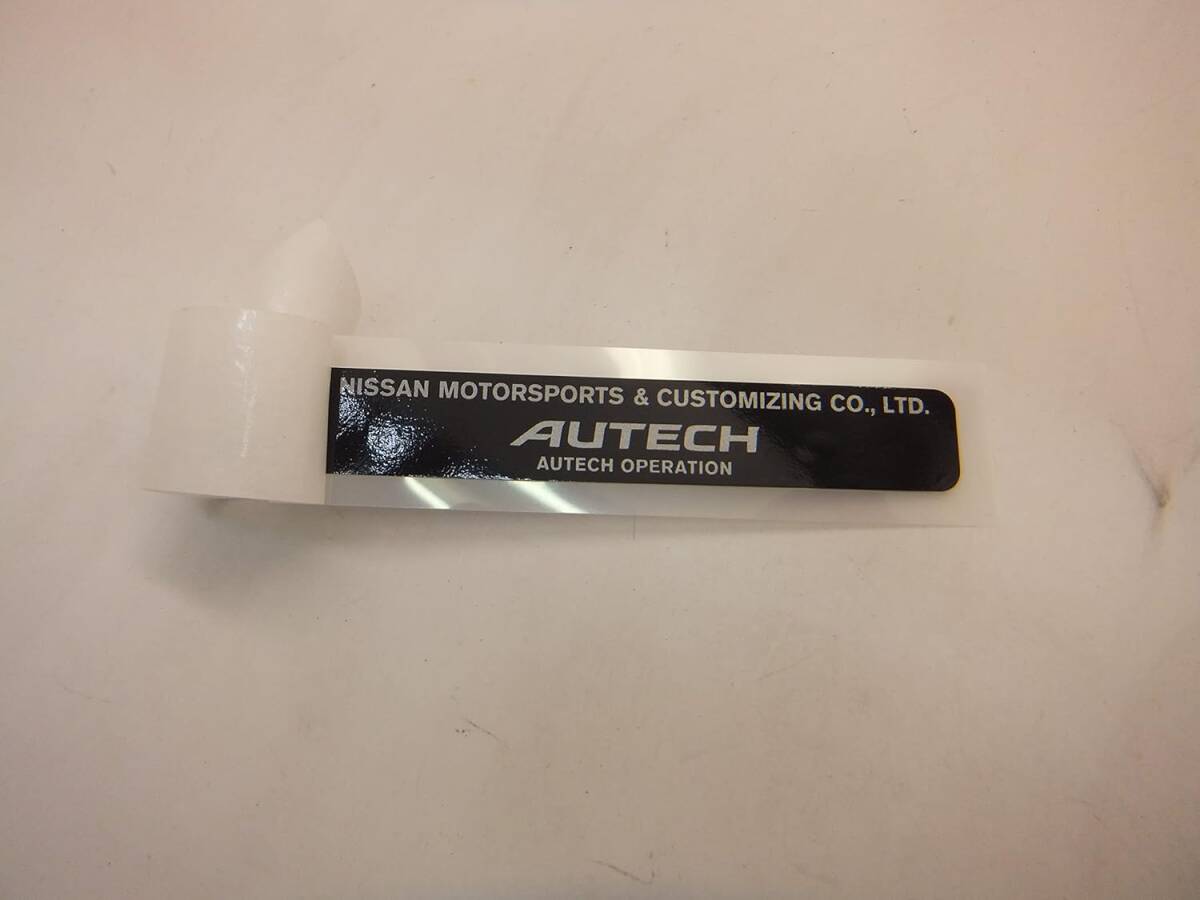 NISSAN MOTORSPORTS & CUSTOMIZING CO., LTD.
AUTECH
AUTECH OPERATION